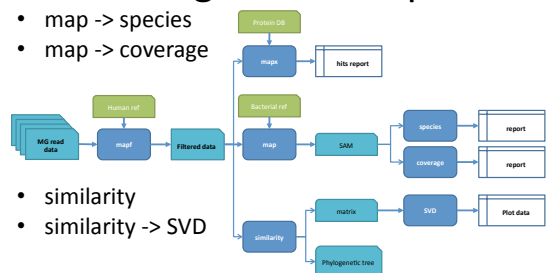 • map -> species
• map -> coverage
Protein DB
mapx
hits report
Human ref
Bacterial ref
MG read
data
mapf
Filtered data
map
SAM
species
report
coverage
report
• similarity
• similarity -> SVD
similarity
matrix
SVD
Plot data
Phylogenetic tree